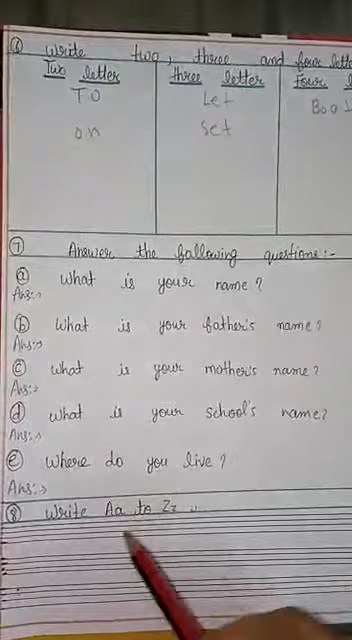 ⑥ Write two, three and four
Two letter three letter Four
To Let
on Set
⑦ Answer the following questions:-
ⓐ What is your name?
Ans:→
ⓑ What is your father's name?
Ans:→
ⓒ What is your mother's name?
Ans:→
ⓓ What is your school's name?
Ans:→
ⓔ Where do you live?
Ans:→
⑧ Write Aa to Zz